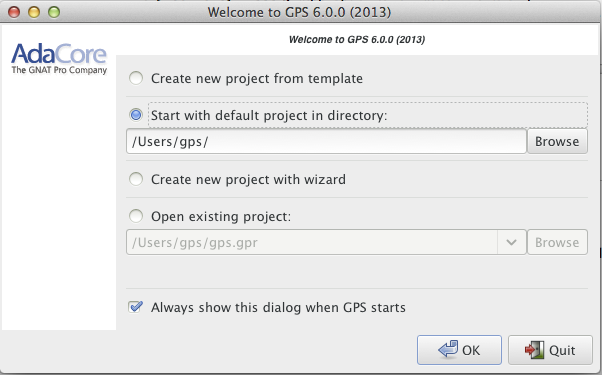 Welcome to GPS 6.0.0 (2013)
Welcome to GPS 6.0.0 (2013)
AdaCore
The GNAT Pro Company
Create new project from template
Start with default project in directory:
/Users/gps/
Browse
Create new project with wizard
Open existing project:
/Users/gps/gps.gpr
Browse
Always show this dialog when GPS starts
OK
Quit